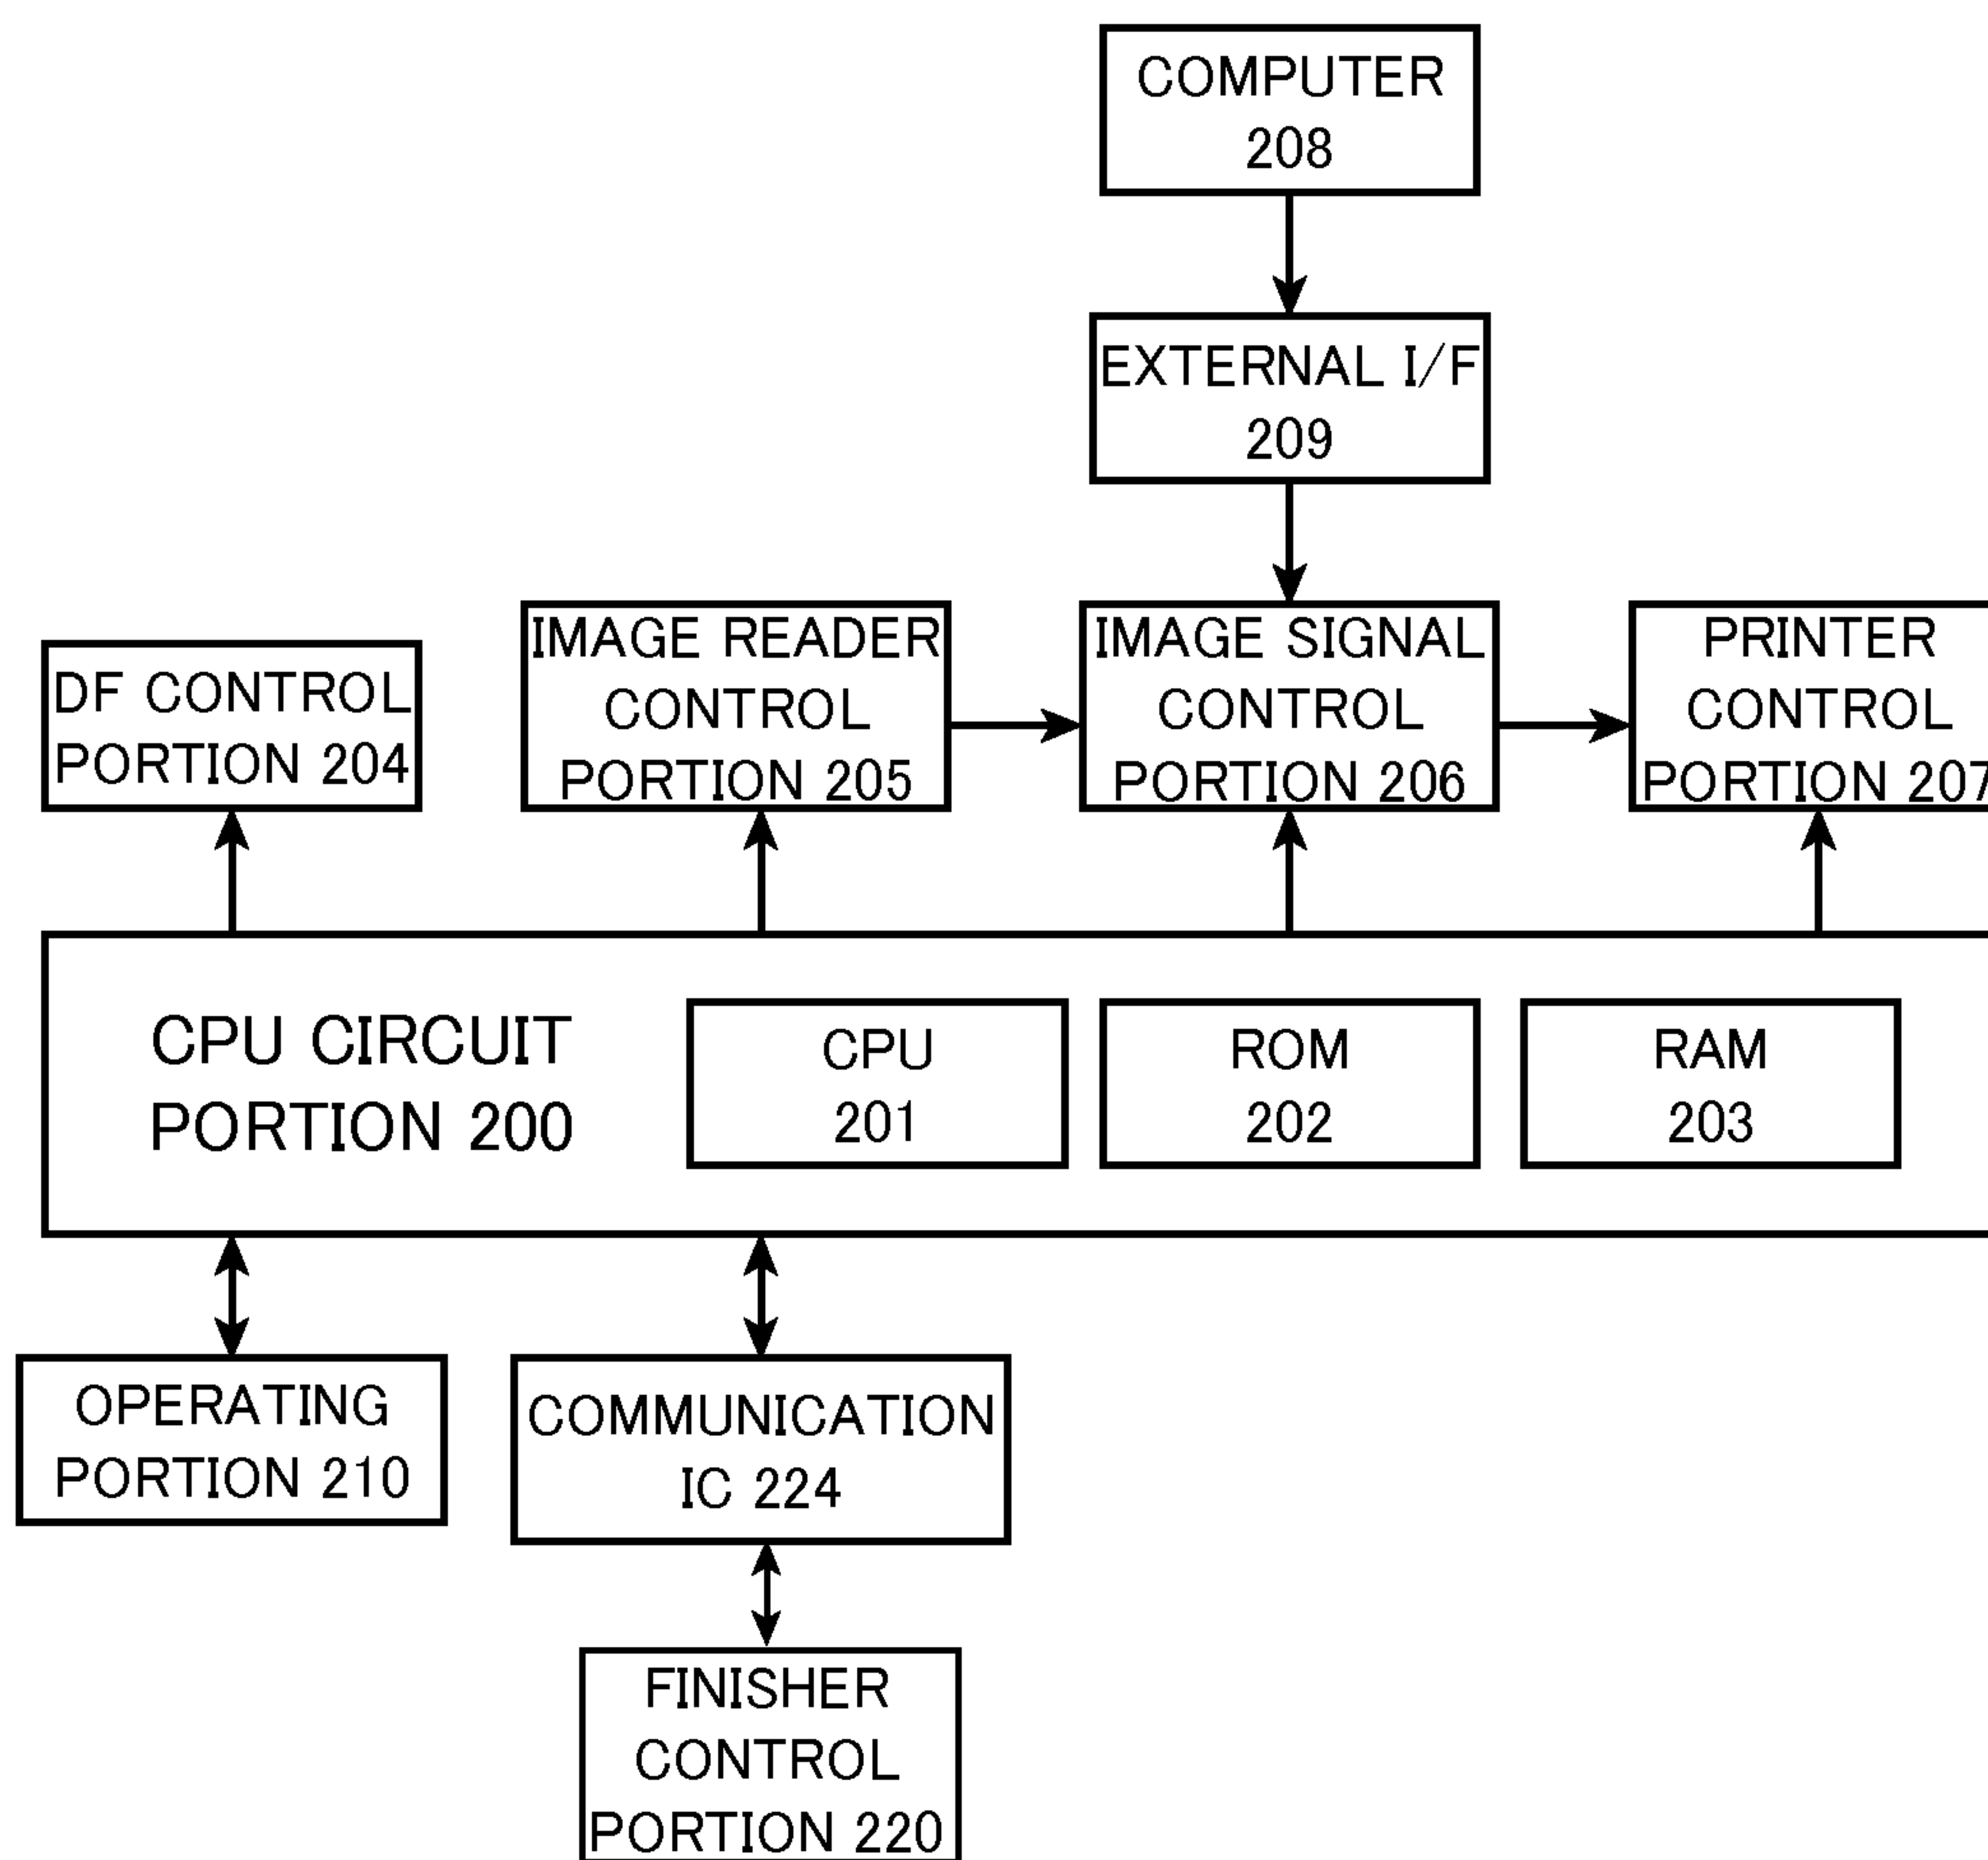 COMPUTER
208
EXTERNAL I/F
209
DF CONTROL
PORTION 204
IMAGE READER
CONTROL
PORTION 205
IMAGE SIGNAL
CONTROL
PORTION 206
PRINTER
CONTROL
PORTION 207
CPU CIRCUIT
PORTION 200
CPU
201
ROM
202
RAM
203
OPERATING
PORTION 210
COMMUNICATION
IC 224
FINISHER
CONTROL
PORTION 220